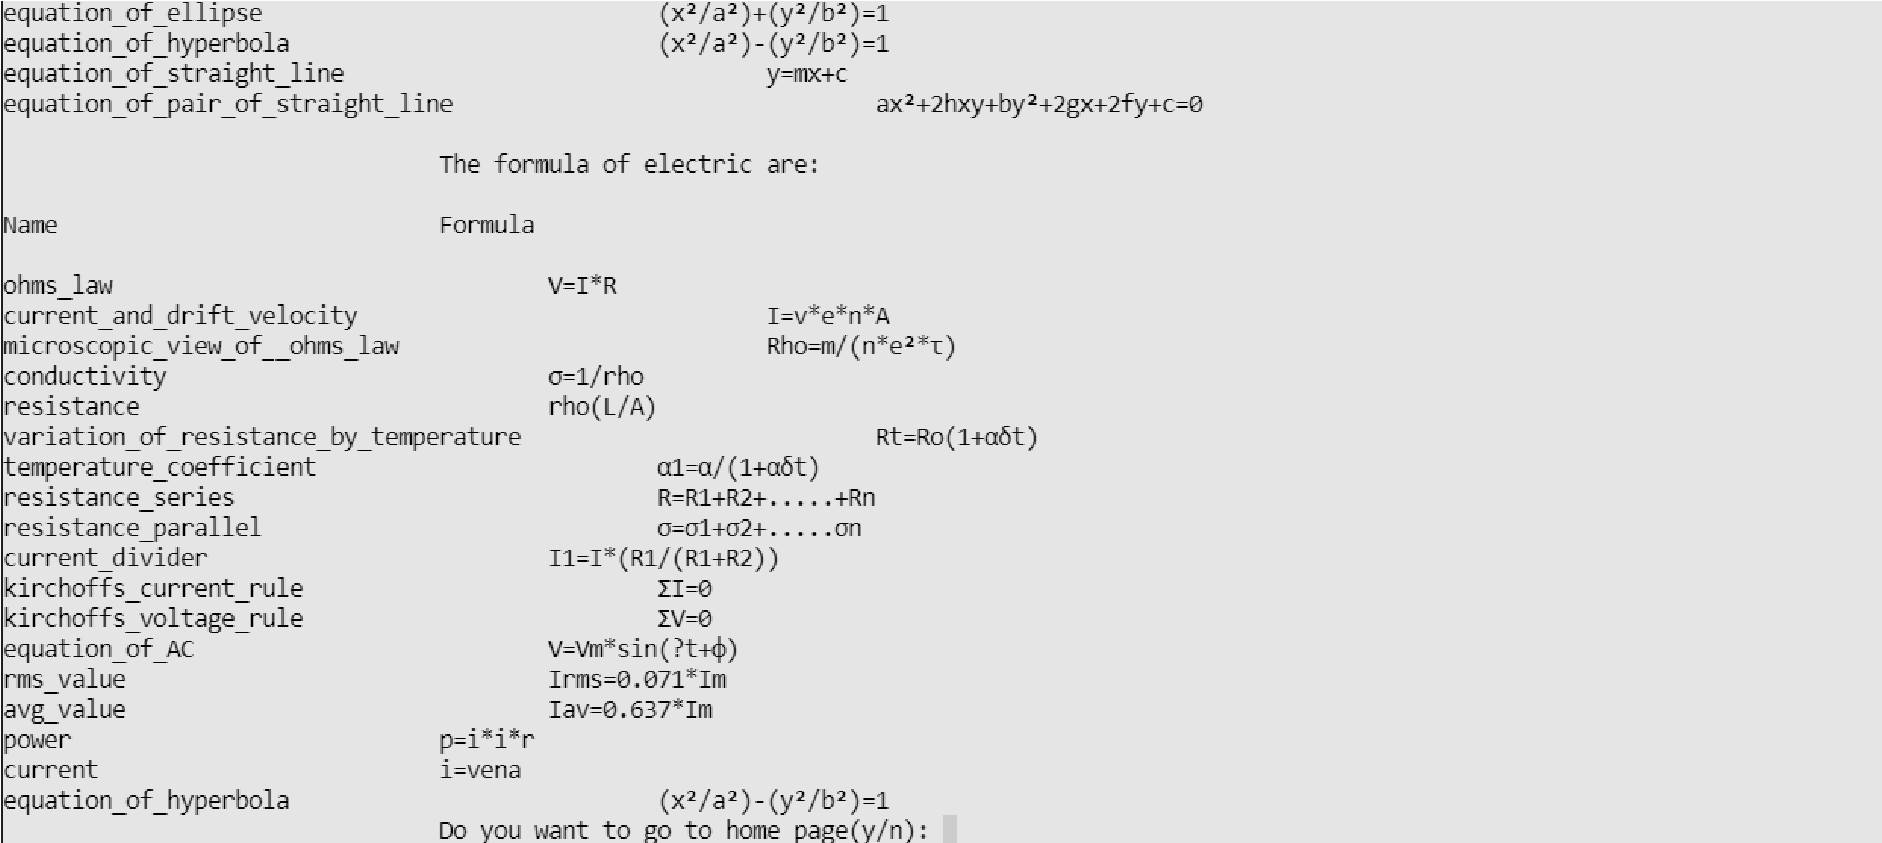 equation_of_ellipse (x²/a²)+(y²/b²)=1
equation_of_hyperbola (x²/a²)-(y²/b²)=1
equation_of_straight_line y=mx+c
equation_of_pair_of_straight_line ax²+2hxy+by²+2gx+2fy+c=0
The formula of electric are:
Name Formula
ohms_law V=I*R
current_and_drift_velocity I=v*e*n*A
microscopic_view_of__ohms_law Rho=m/(n*e²*τ)
conductivity σ=1/rho
resistance rho(L/A)
variation_of_resistance_by_temperature Rt=Ro(1+αδt)
temperature_coefficient α1=α/(1+αδt)
resistance_series R=R1+R2+.....+Rn
resistance_parallel σ=σ1+σ2+.....σn
current_divider I1=I*(R1/(R1+R2))
kirchoffs_current_rule ΣI=0
kirchoffs_voltage_rule ΣV=0
equation_of_AC V=Vm*sin(?t+ϕ)
rms_value Irms=0.071*Im
avg_value Iav=0.637*Im
power p=i*i*r
current i=vena
equation_of_hyperbola (x²/a²)-(y²/b²)=1
Do you want to go to home page(y/n):